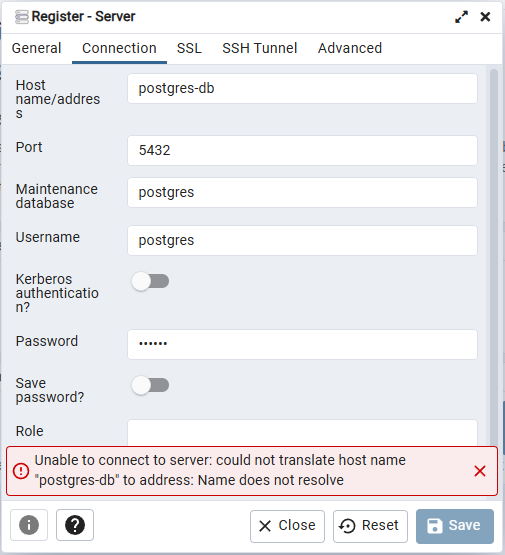 Register - Server
General Connection SSL SSH Tunnel Advanced
Host
name/addres
s
postgres-db
Port
5432
Maintenance
database
postgres
Username
postgres
Kerberos
authenticatio
n?
Password
••••••
Save
password?
Role
Unable to connect to server: could not translate host name
"postgres-db" to address: Name does not resolve
Close Reset Save